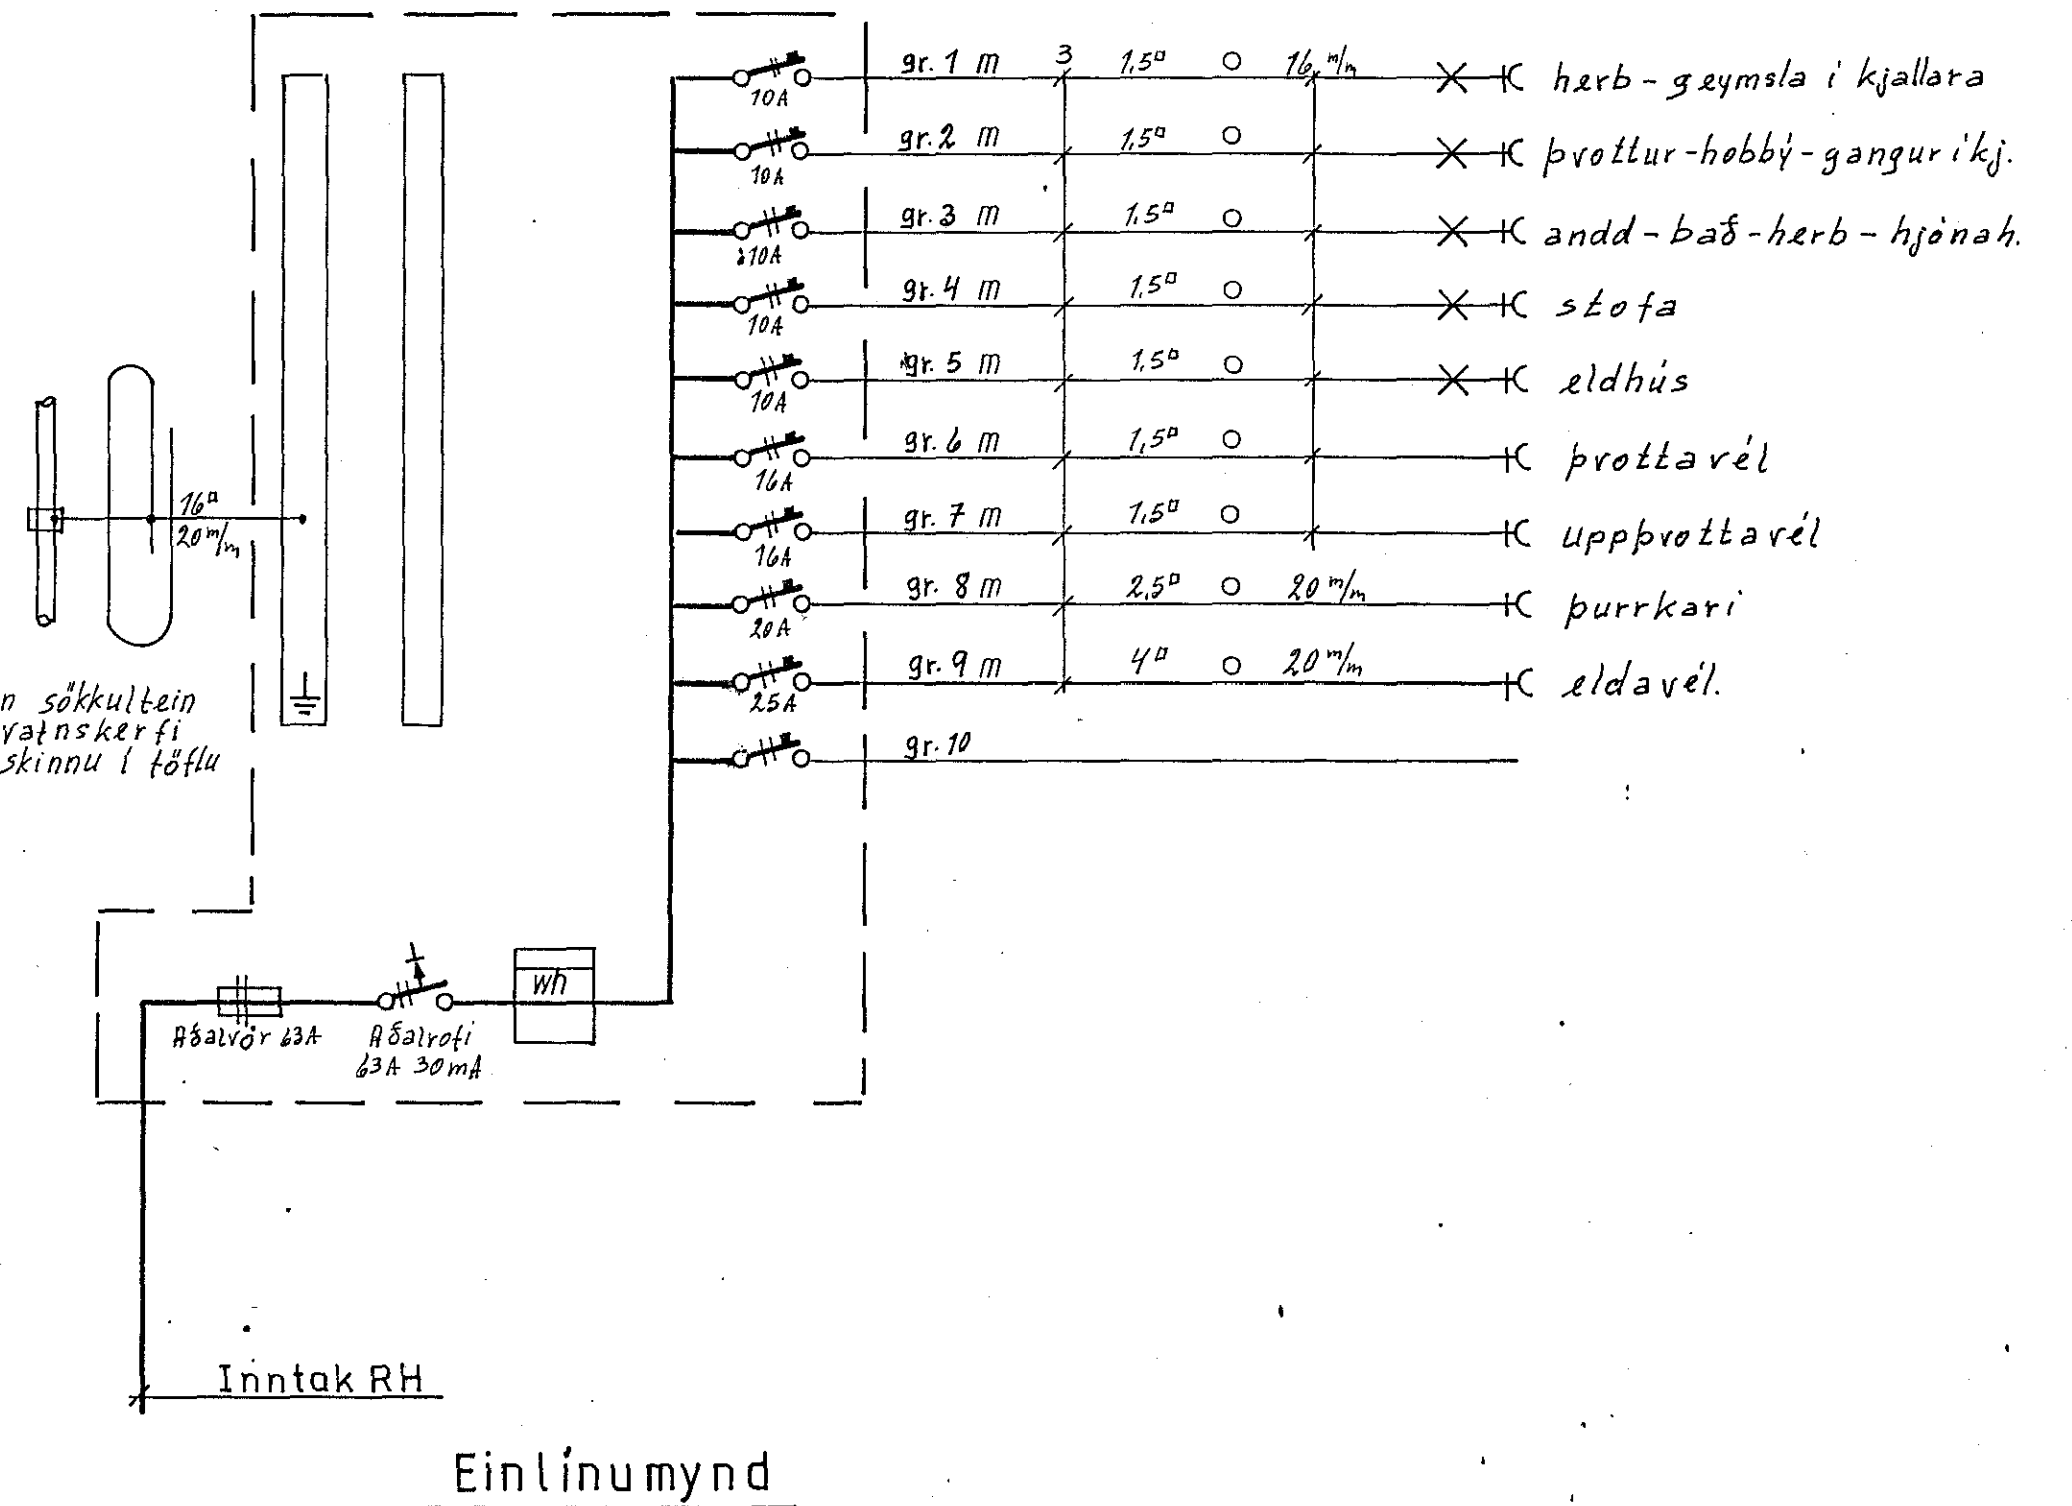 gr. 1 m 3 1,5▫ O 16 m/m herb - geymsla í kjallara
10A
gr. 2 m 1,5▫ O þvottur-hobbý-gangur í kj.
10A
gr. 3 m 1,5▫ O andd - bað - herb - hjónah.
10A
gr. 4 m 1,5▫ O stofa
10A
gr. 5 m 1,5▫ O eldhús
10A
gr. 6 m 1,5▫ O þvottavél
16A
gr. 7 m 1,5▫ O uppþvottavél
16A
gr. 8 m 2,5▫ O 20 m/m þurrkari
20A
gr. 9 m 4▫ O 20 m/m eldavél.
25A
gr. 10
16▫
20 m/m
n sökkultein
vatnskerfi
skinnu í töflu
wh
Aðalvör 63A
Aðalrofi
63A 30mA
Inntak RH
Einlínumynd